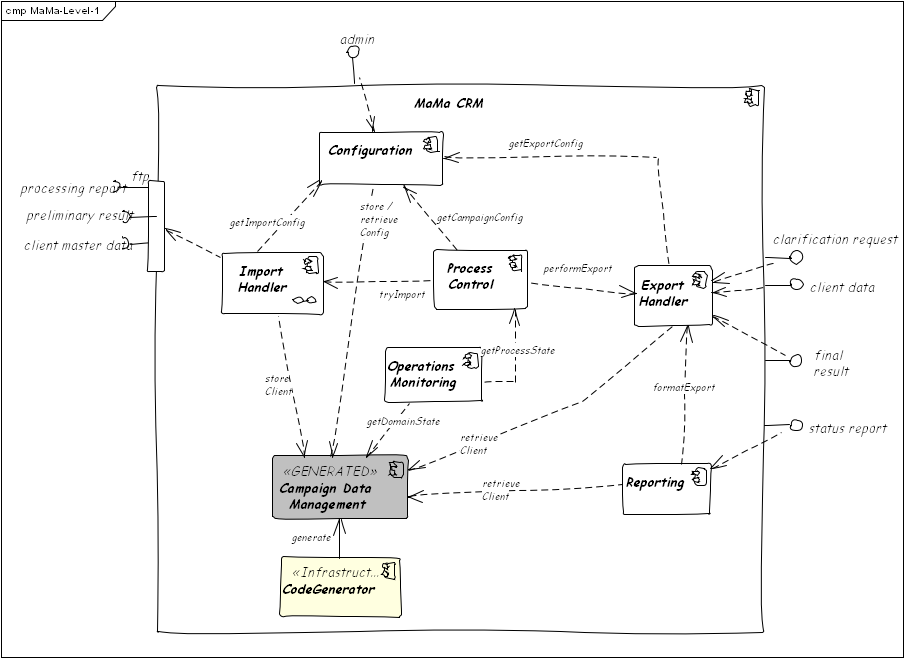 cmp MaMa-Level-1
admin
MaMa CRM
Configuration
getExportConfig
ftp
processing report
preliminary result
client master data
getImportConfig
store /
retrieve
Config
getCampaignConfig
clarification request
client data
Import
Handler
Process
Control
performExport
Export
Handler
tryImport
getProcessState
Operations
Monitoring
final
result
formatExport
store
Client
getDomainState
retrieve
Client
status report
«GENERATED»
Campaign Data
Management
retrieve
Client
Reporting
generate
«Infrastruct...
CodeGenerator